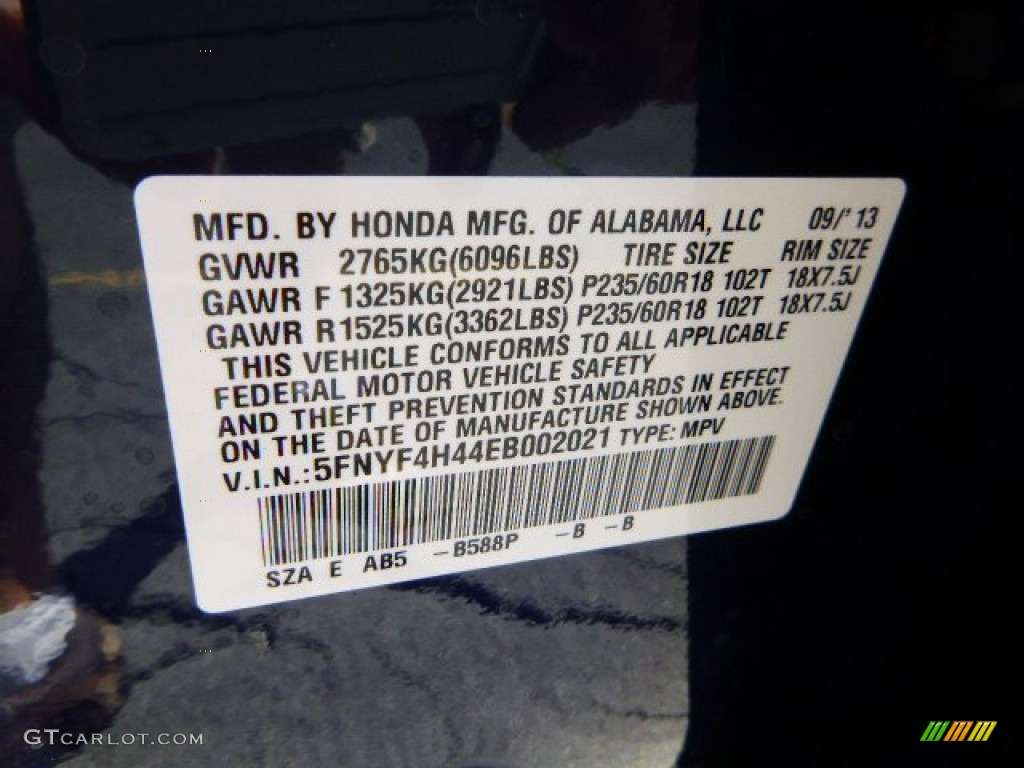 MFD. BY HONDA MFG. OF ALABAMA, LLC 09/'13
GVWR 2765KG(6096LBS) TIRE SIZE RIM SIZE
GAWR F 1325KG(2921LBS) P235/60R18 102T 18X7.5J
GAWR R1525KG(3362LBS) P235/60R18 102T 18X7.5J
THIS VEHICLE CONFORMS TO ALL APPLICABLE
FEDERAL MOTOR VEHICLE SAFETY
AND THEFT PREVENTION STANDARDS IN EFFECT
ON THE DATE OF MANUFACTURE SHOWN ABOVE.
V.I.N.:5FNYF4H44EB002021 TYPE: MPV
SZA E AB5 -B588P -B -B
GTCARLOT.COM